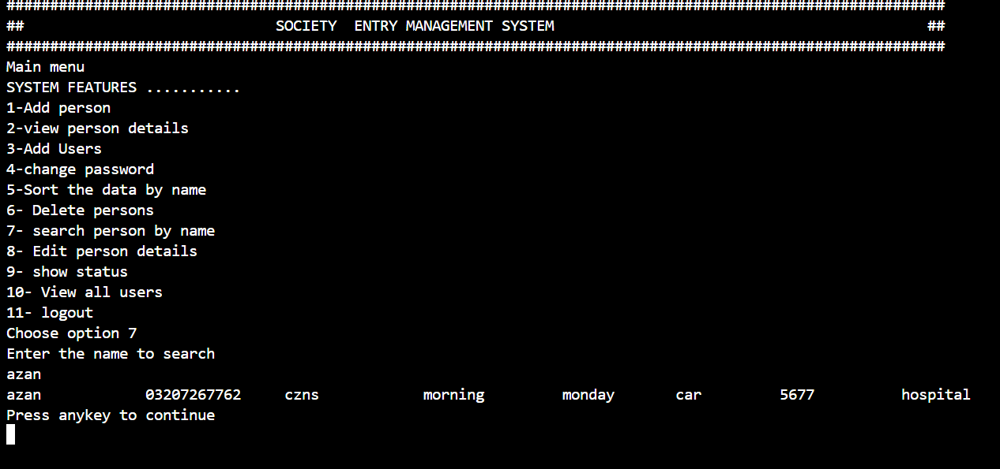 ############################################################################################################
## SOCIETY  ENTRY MANAGEMENT SYSTEM ##
############################################################################################################
Main menu
SYSTEM FEATURES ...........
1-Add person
2-view person details
3-Add Users
4-change password
5-Sort the data by name
6- Delete persons
7- search person by name
8- Edit person details
9- show status
10- View all users
11- logout
Choose option 7
Enter the name to search
azan
azan 03207267762 czns morning monday car 5677 hospital
Press anykey to continue